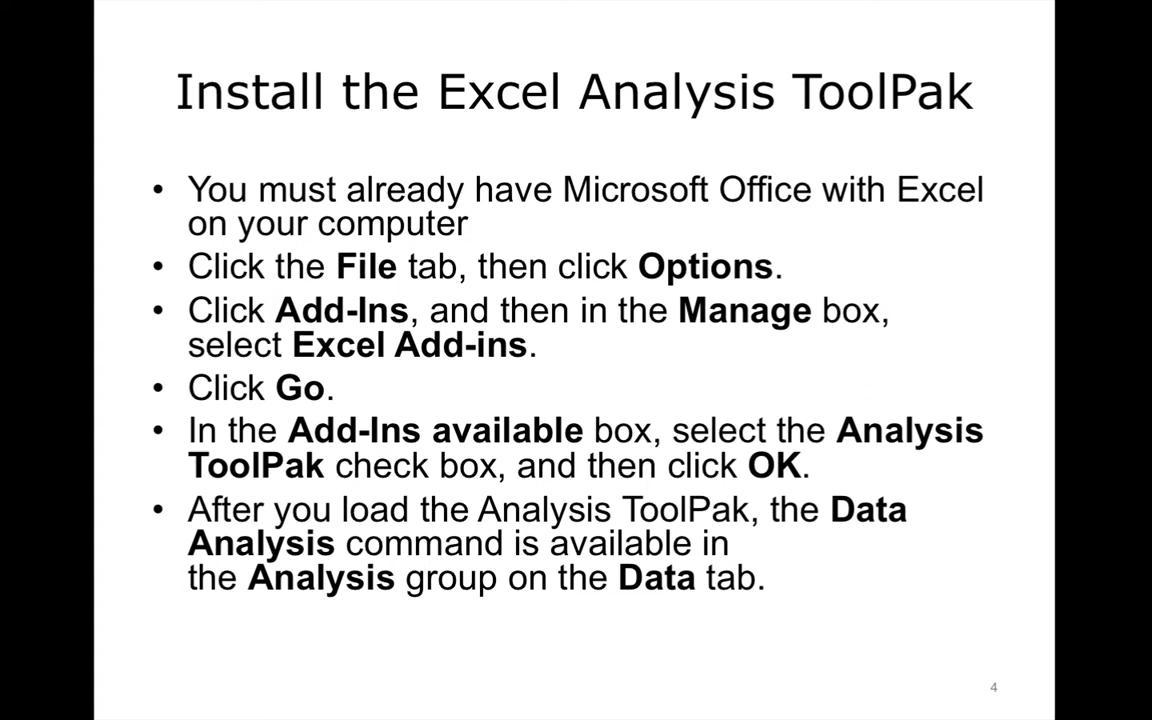 Install the Excel Analysis ToolPak
• You must already have Microsoft Office with Excel
on your computer
• Click the File tab, then click Options.
• Click Add-Ins, and then in the Manage box,
select Excel Add-ins.
• Click Go.
• In the Add-Ins available box, select the Analysis
ToolPak check box, and then click OK.
• After you load the Analysis ToolPak, the Data
Analysis command is available in
the Analysis group on the Data tab.
4